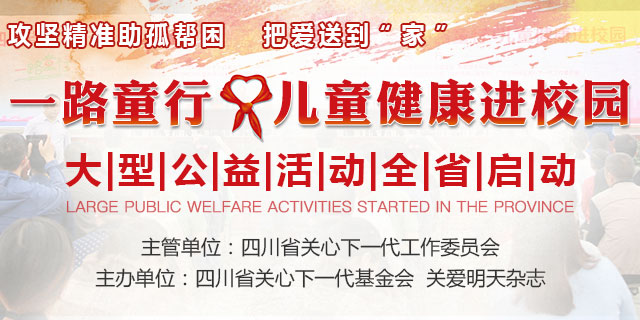 攻坚精准助孤帮困 把爱送到“家”
一路童行 儿童健康进校园
大|型|公|益|活|动|全|省|启|动
LARGE PUBLIC WELFARE ACTIVITIES STARTED IN THE PROVINCE
主管单位：四川省关心下一代工作委员会
主办单位：四川省关心下一代基金会 关爱明天杂志